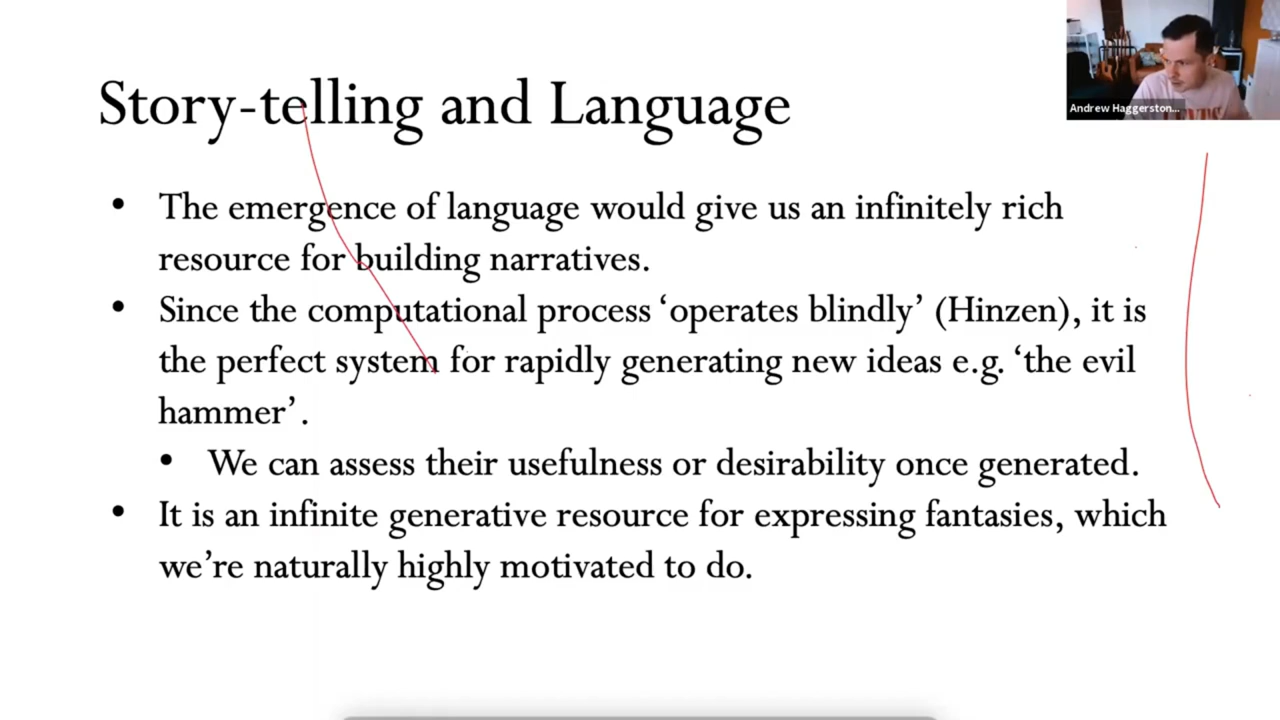 Andrew Haggerston...
Story-telling and Language
• The emergence of language would give us an infinitely rich
resource for building narratives.
• Since the computational process ‘operates blindly’ (Hinzen), it is
the perfect system for rapidly generating new ideas e.g. ‘the evil
hammer’.
• We can assess their usefulness or desirability once generated.
• It is an infinite generative resource for expressing fantasies, which
we’re naturally highly motivated to do.